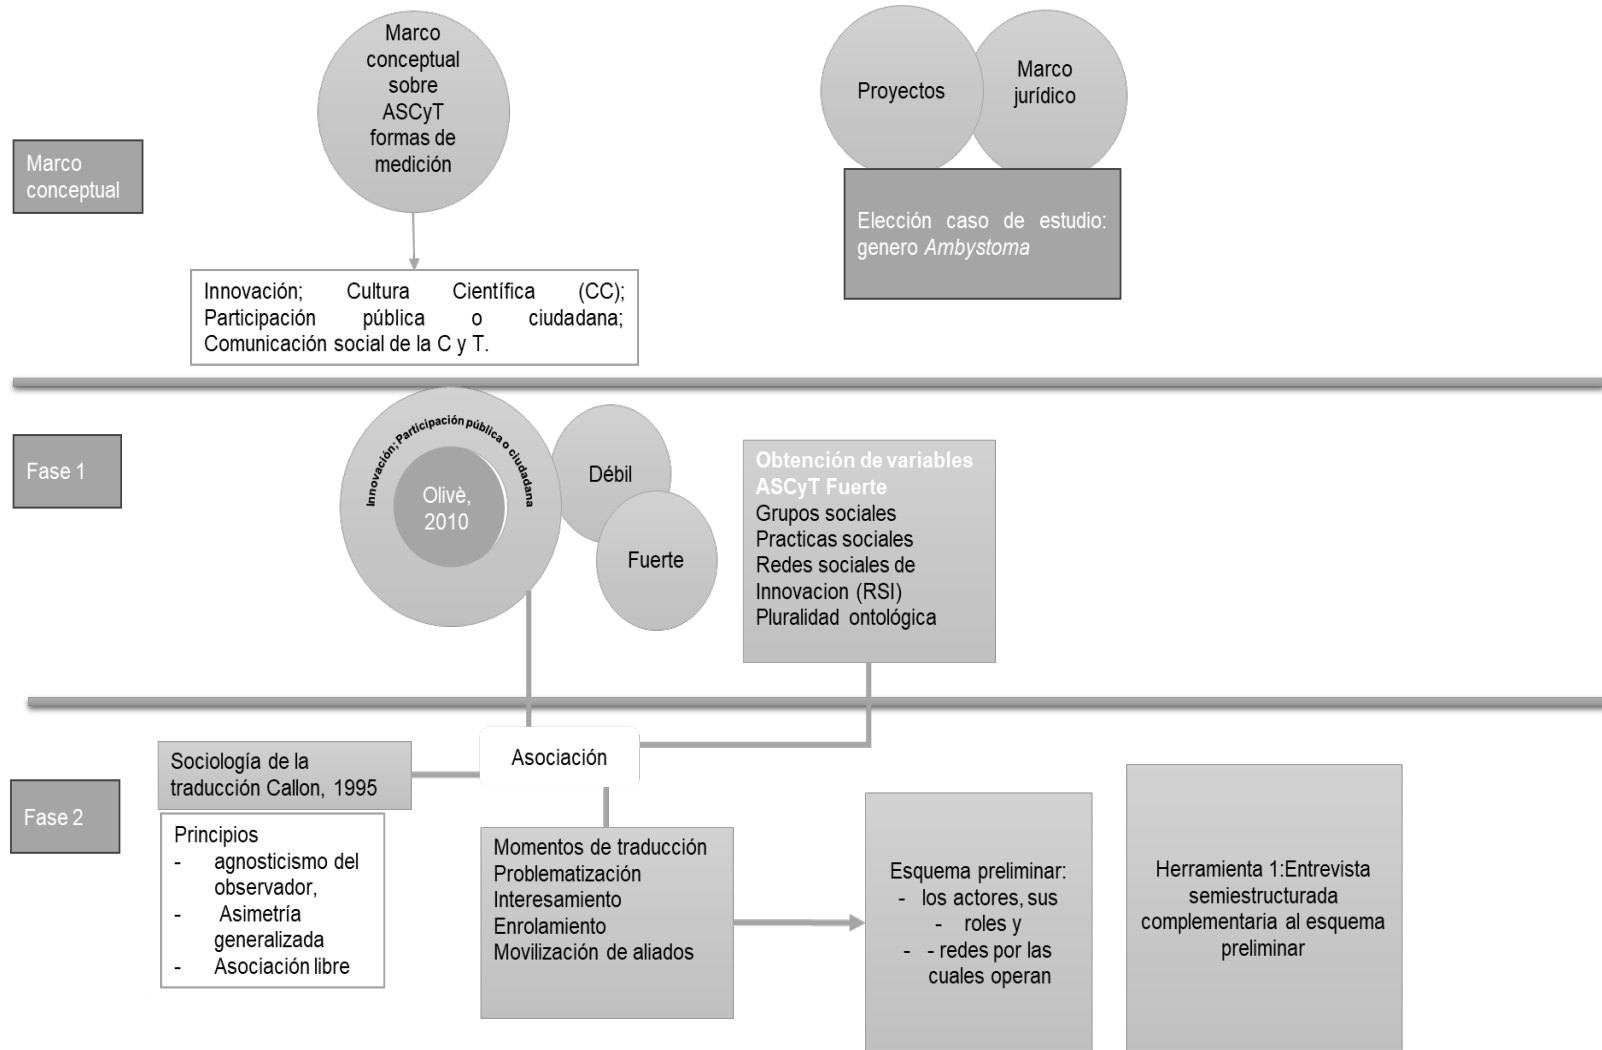 Marco
conceptual
sobre
ASCyT
formas de
medición
Proyectos
Marco
jurídico
Marco
conceptual
Elección caso de estudio:
genero Ambystoma
Innovación; Cultura Científica (CC);
Participación pública o ciudadana;
Comunicación social de la C y T.
Fase 1
Innovación; Participación pública o ciudadana
Olivè,
2010
Débil
Fuerte
Obtención de variables
ASCyT Fuerte
Grupos sociales
Practicas sociales
Redes sociales de
Innovacion (RSI)
Pluralidad ontológica
Fase 2
Sociología de la
traducción Callon, 1995
Asociación
Principios
- agnosticismo del
observador,
- Asimetría
generalizada
- Asociación libre
Momentos de traducción
Problematización
Interesamiento
Enrolamiento
Movilización de aliados
Esquema preliminar:
- los actores, sus
- roles y
- - redes por las
cuales operan
Herramienta 1:Entrevista
semiestructurada
complementaria al esquema
preliminar